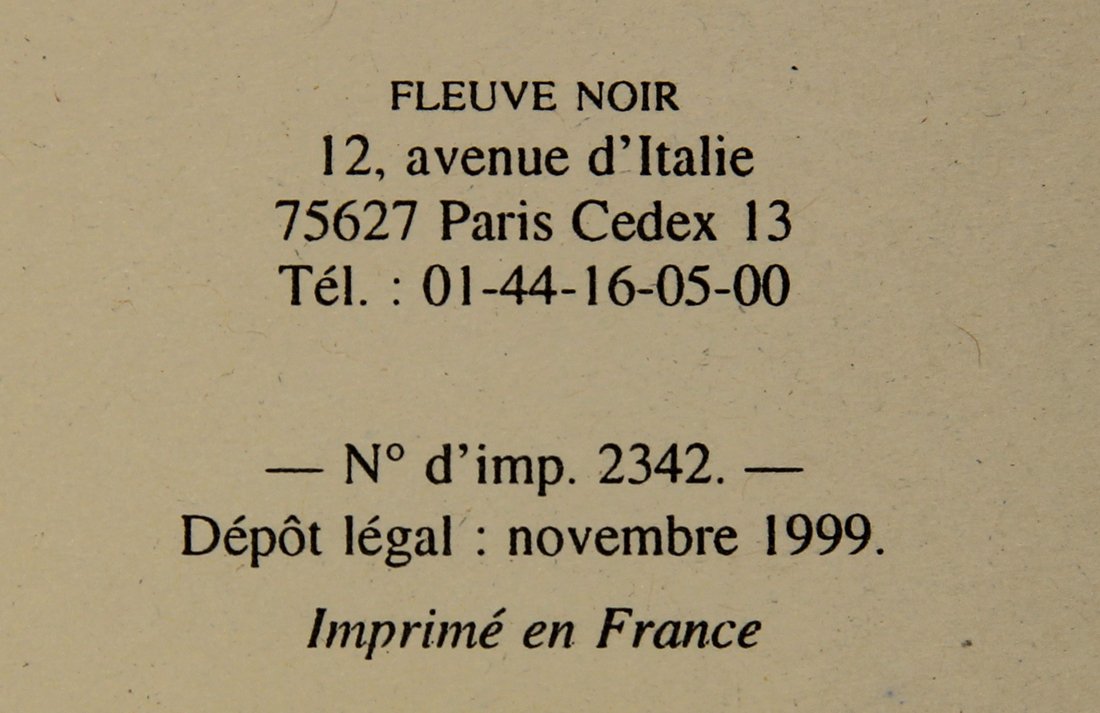 FLEUVE NOIR
12, avenue d'Italie
75627 Paris Cedex 13
Tél. : 01-44-16-05-00
— N° d'imp. 2342. —
Dépôt légal : novembre 1999.
Imprimé en France